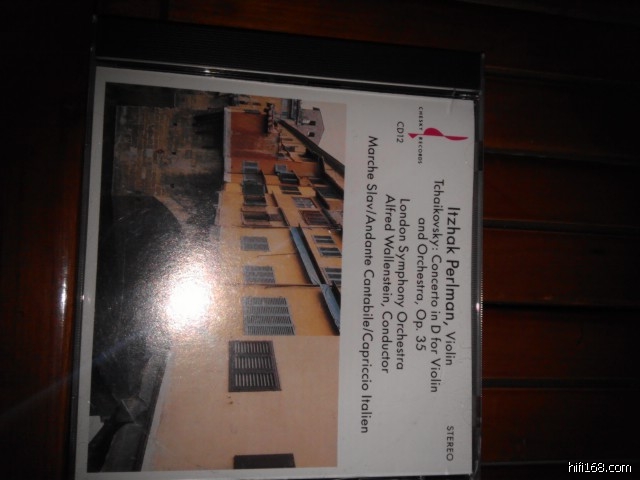 CHESKY RECORDS
CD12
Itzhak Perlman, Violin
Tchaikovsky: Concerto in D for Violin
and Orchestra, Op. 35
London Symphony Orchestra
Alfred Wallenstein, Conductor
Marche Slav/Andante Cantabile/Capriccio Italien
STEREO
hifi168.com